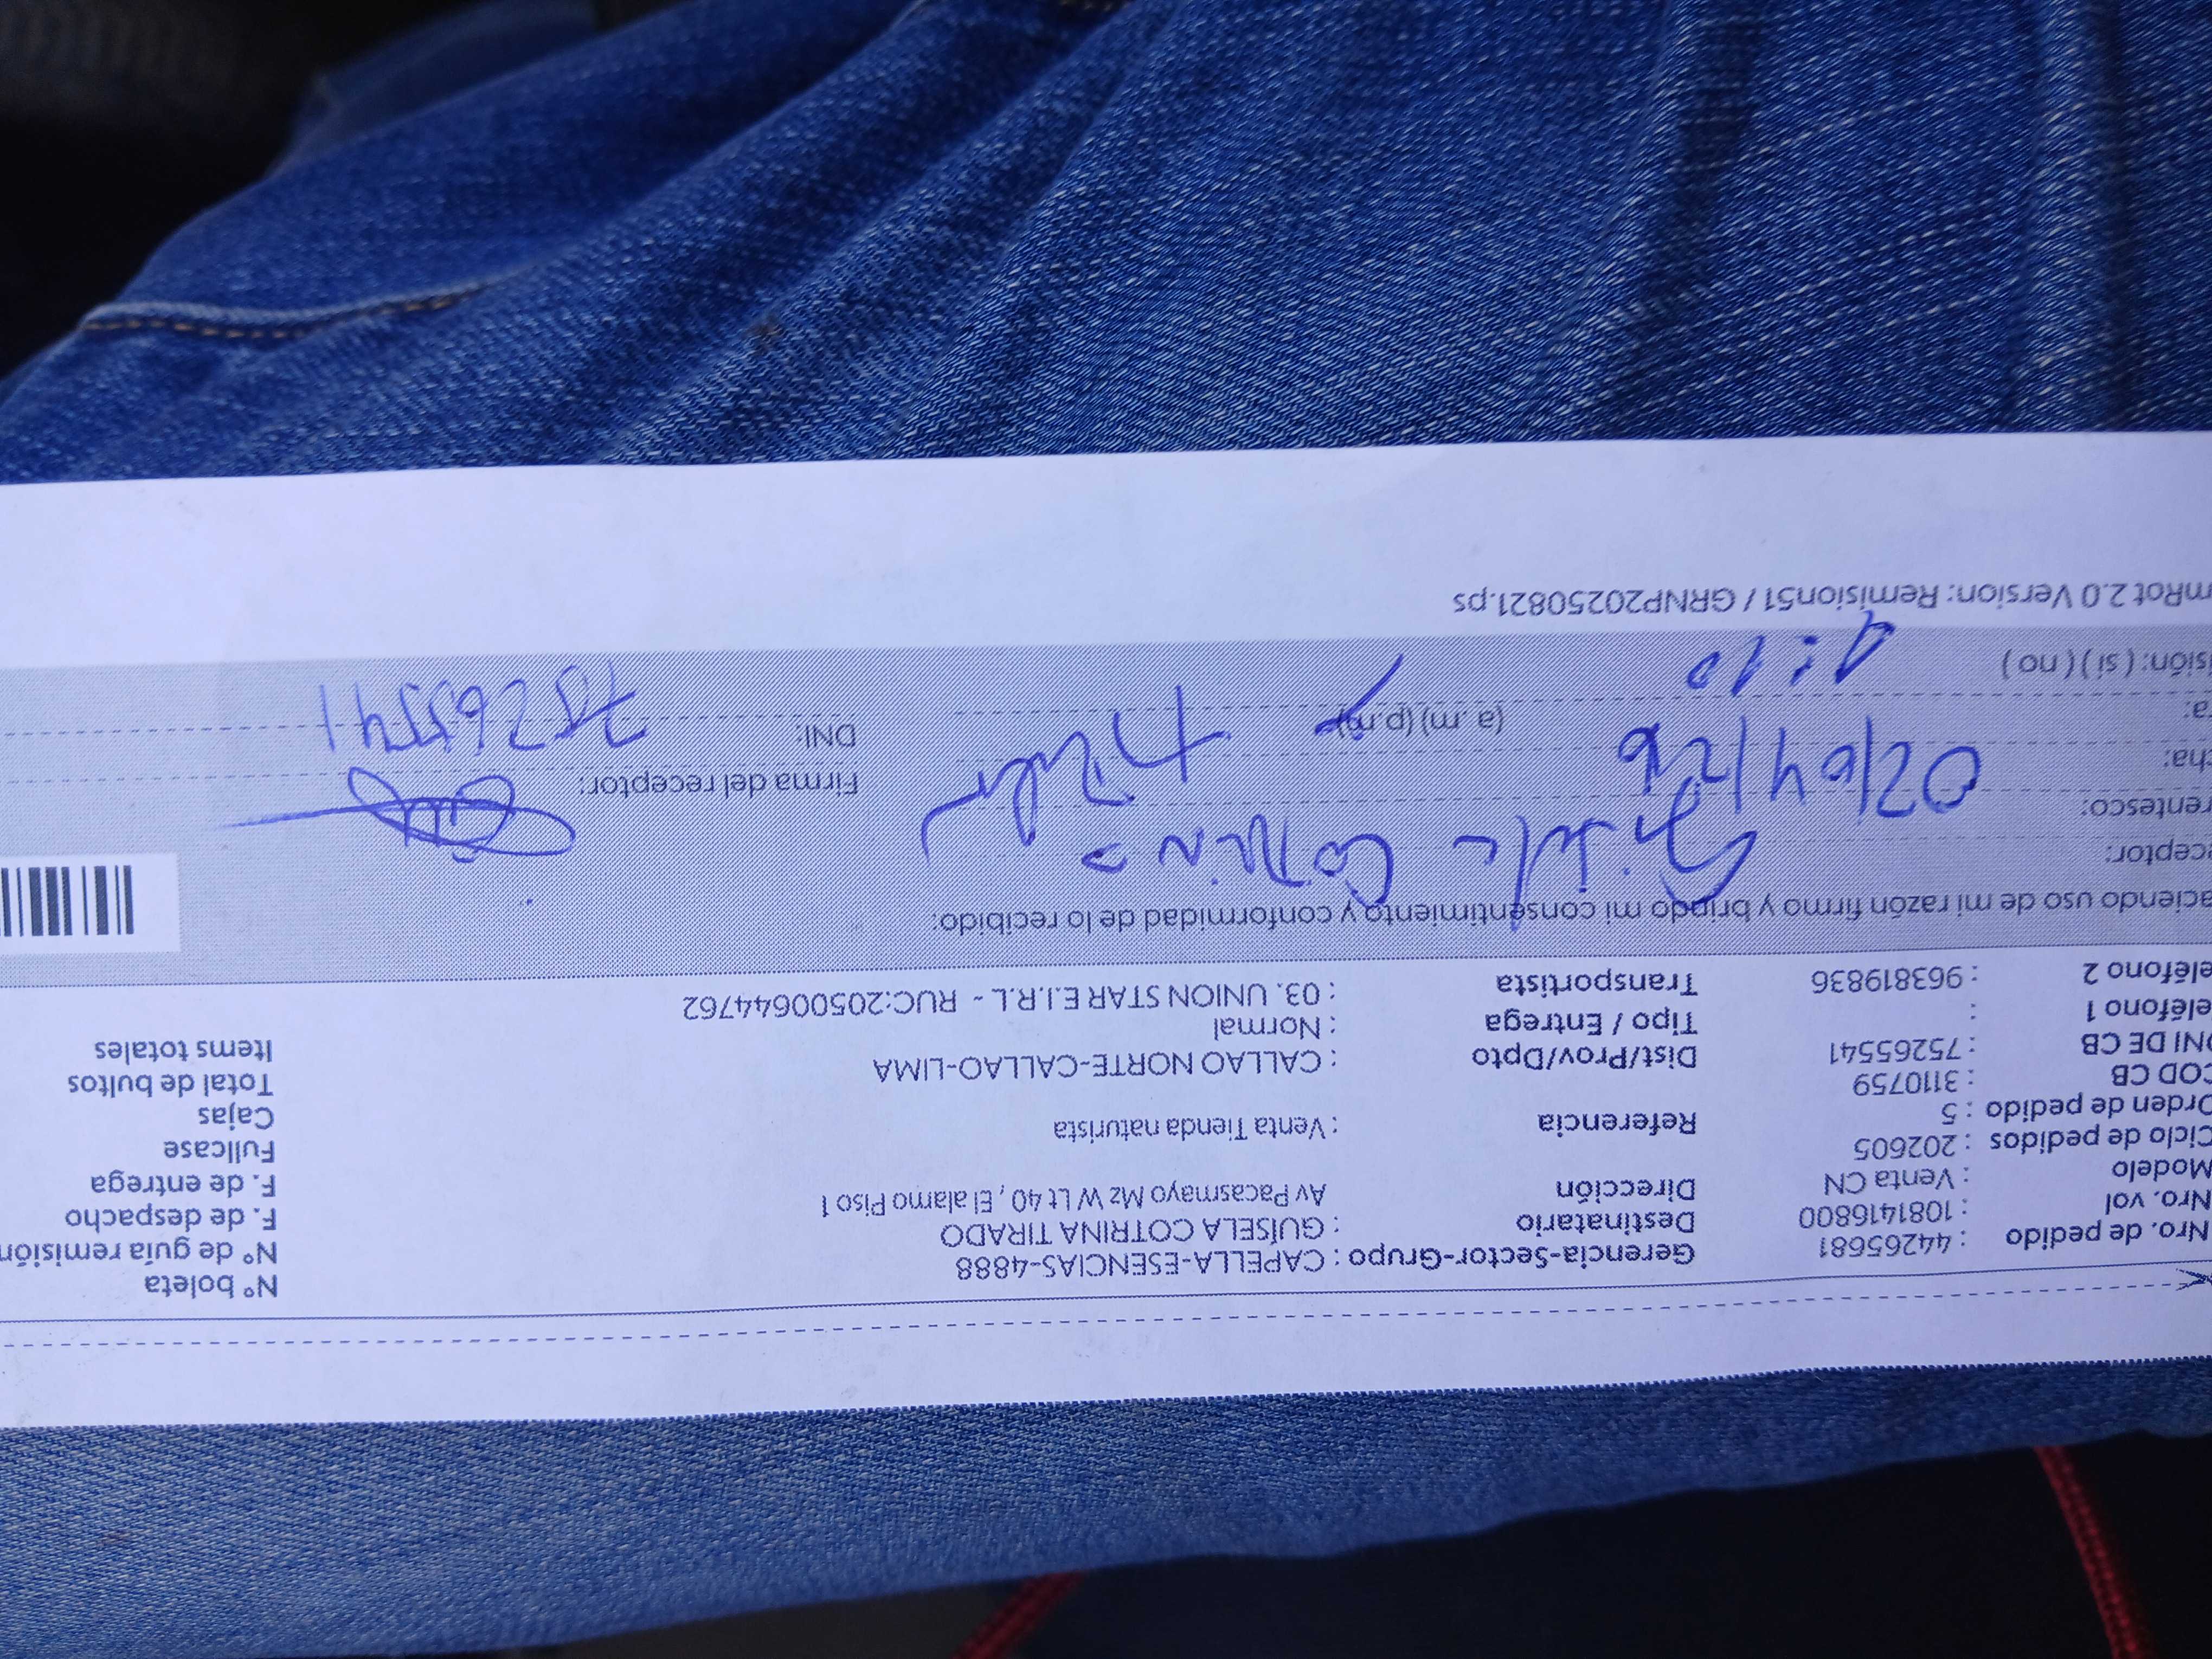 Nro. de pedido : 44265681 Gerencia-Sector-Grupo : CAPELLA-ESENCIAS-4888 N° boleta
Nro. vol : 1081416800 Destinatario : GUÍSELA COTRINA TIRADO N° de guía remisión
Modelo : Venta CN Dirección Av Pacasmayo Mz W Lt 40 , El alamo Piso 1 F. de despacho
Ciclo de pedidos : 202605 F. de entrega
Orden de pedido : 5 Referencia : Venta Tienda naturista Fullcase
COD CB : 3110759 Cajas
DNI DE CB : 75265541 Dist/Prov/Dpto : CALLAO NORTE-CALLAO-LIMA Total de bultos
eléfono 1 : Tipo / Entrega : Normal Items totales
eléfono 2 : 963819836 Transportista : 03. UNION STAR E.I.R.L - RUC:20500644762
aciendo uso de mi razón firmo y brindo mi consentimiento y conformidad de lo recibido:
eceptor: Cotrina
rentesco: Firma del receptor:
cha: 02/04/26
a: (a .m) (p.m) DNI: 75265541
isión: ( si ) ( no ) 1:10
mRot 2.0 Version: Remision51 / GRNP20250821.ps